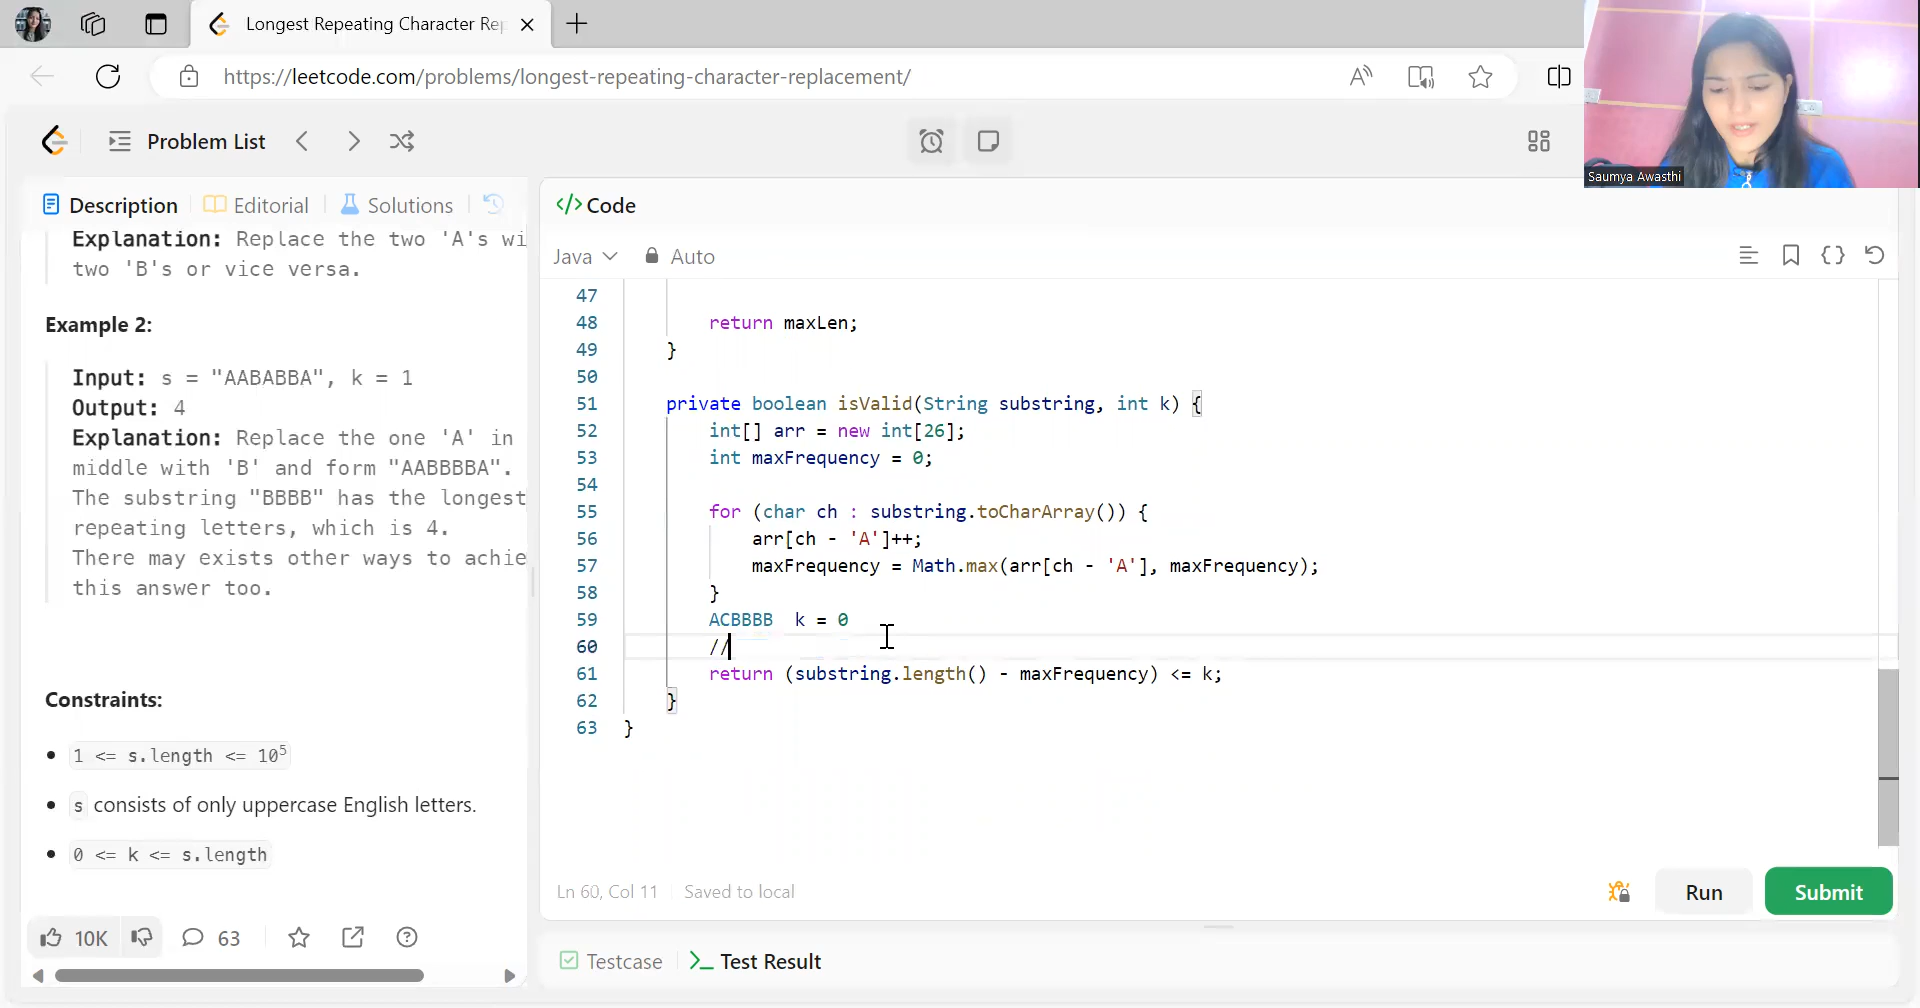 Longest Repeating Character Re
https://leetcode.com/problems/longest-repeating-character-replacement/
Problem List
Saumya Awasthi
Description
Editorial
Solutions
Explanation: Replace the two 'A's wi
two 'B's or vice versa.
Example 2:
Input: s = "AABABBA", k = 1
Output: 4
Explanation: Replace the one 'A' in
middle with 'B' and form "AABBBBA".
The substring "BBBB" has the longest
repeating letters, which is 4.
There may exists other ways to achie
this answer too.
Constraints:
1 <= s.length <= 10⁵
s consists of only uppercase English letters.
0 <= k <= s.length
10K
63
</> Code
Java
Auto
47
48 return maxLen;
49 }
50
51 private boolean isValid(String substring, int k) {
52 int[] arr = new int[26];
53 int maxFrequency = 0;
54
55 for (char ch : substring.toCharArray()) {
56 arr[ch - 'A']++;
57 maxFrequency = Math.max(arr[ch - 'A'], maxFrequency);
58 }
59 ACBBBB k = 0
60 //
61 return (substring.length() - maxFrequency) <= k;
62 }
63 }
Ln 60, Col 11
Saved to local
Run
Submit
Testcase
Test Result